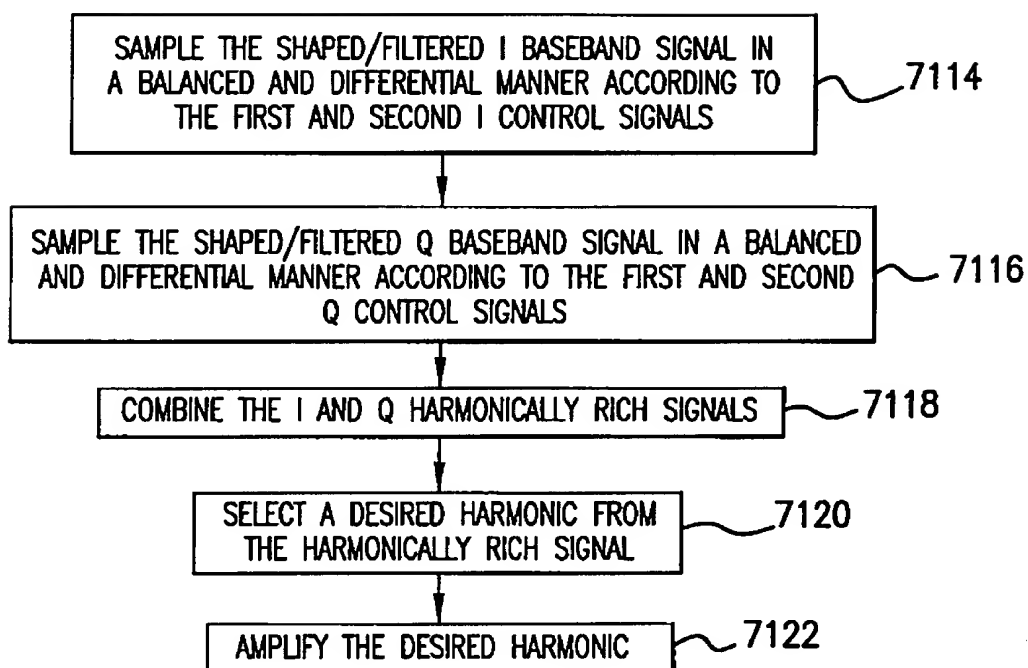 SAMPLE THE SHAPED/FILTERED I BASEBAND SIGNAL IN
A BALANCED AND DIFFERENTIAL MANNER ACCORDING TO
THE FIRST AND SECOND I CONTROL SIGNALS
7114
SAMPLE THE SHAPED/FILTERED Q BASEBAND SIGNAL IN A BALANCED
AND DIFFERENTIAL MANNER ACCORDING TO THE FIRST AND SECOND
Q CONTROL SIGNALS
7116
COMBINE THE I AND Q HARMONICALLY RICH SIGNALS
7118
SELECT A DESIRED HARMONIC FROM
THE HARMONICALLY RICH SIGNAL
7120
AMPLIFY THE DESIRED HARMONIC
7122